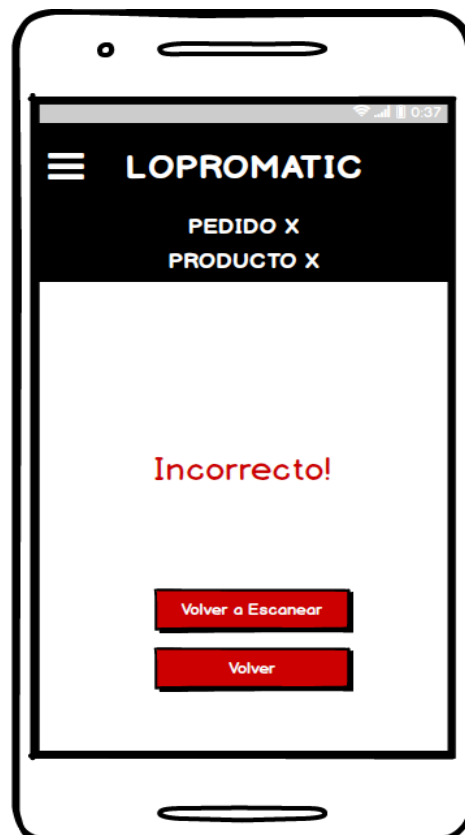 0:37
LOPROMATIC
PEDIDO X
PRODUCTO X
Incorrecto!
Volver a Escanear
Volver